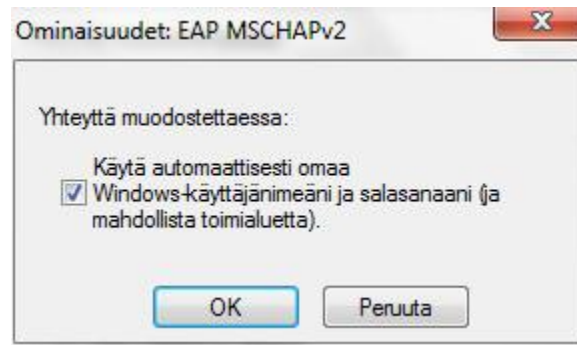 Ominaisuudet: EAP MSCHAPv2
Yhteyttä muodostettaessa:
Käytä automaattisesti omaa
Windows-käyttäjänimeäni ja salasanaani (ja
mahdollista toimialuetta).
OK
Peruuta